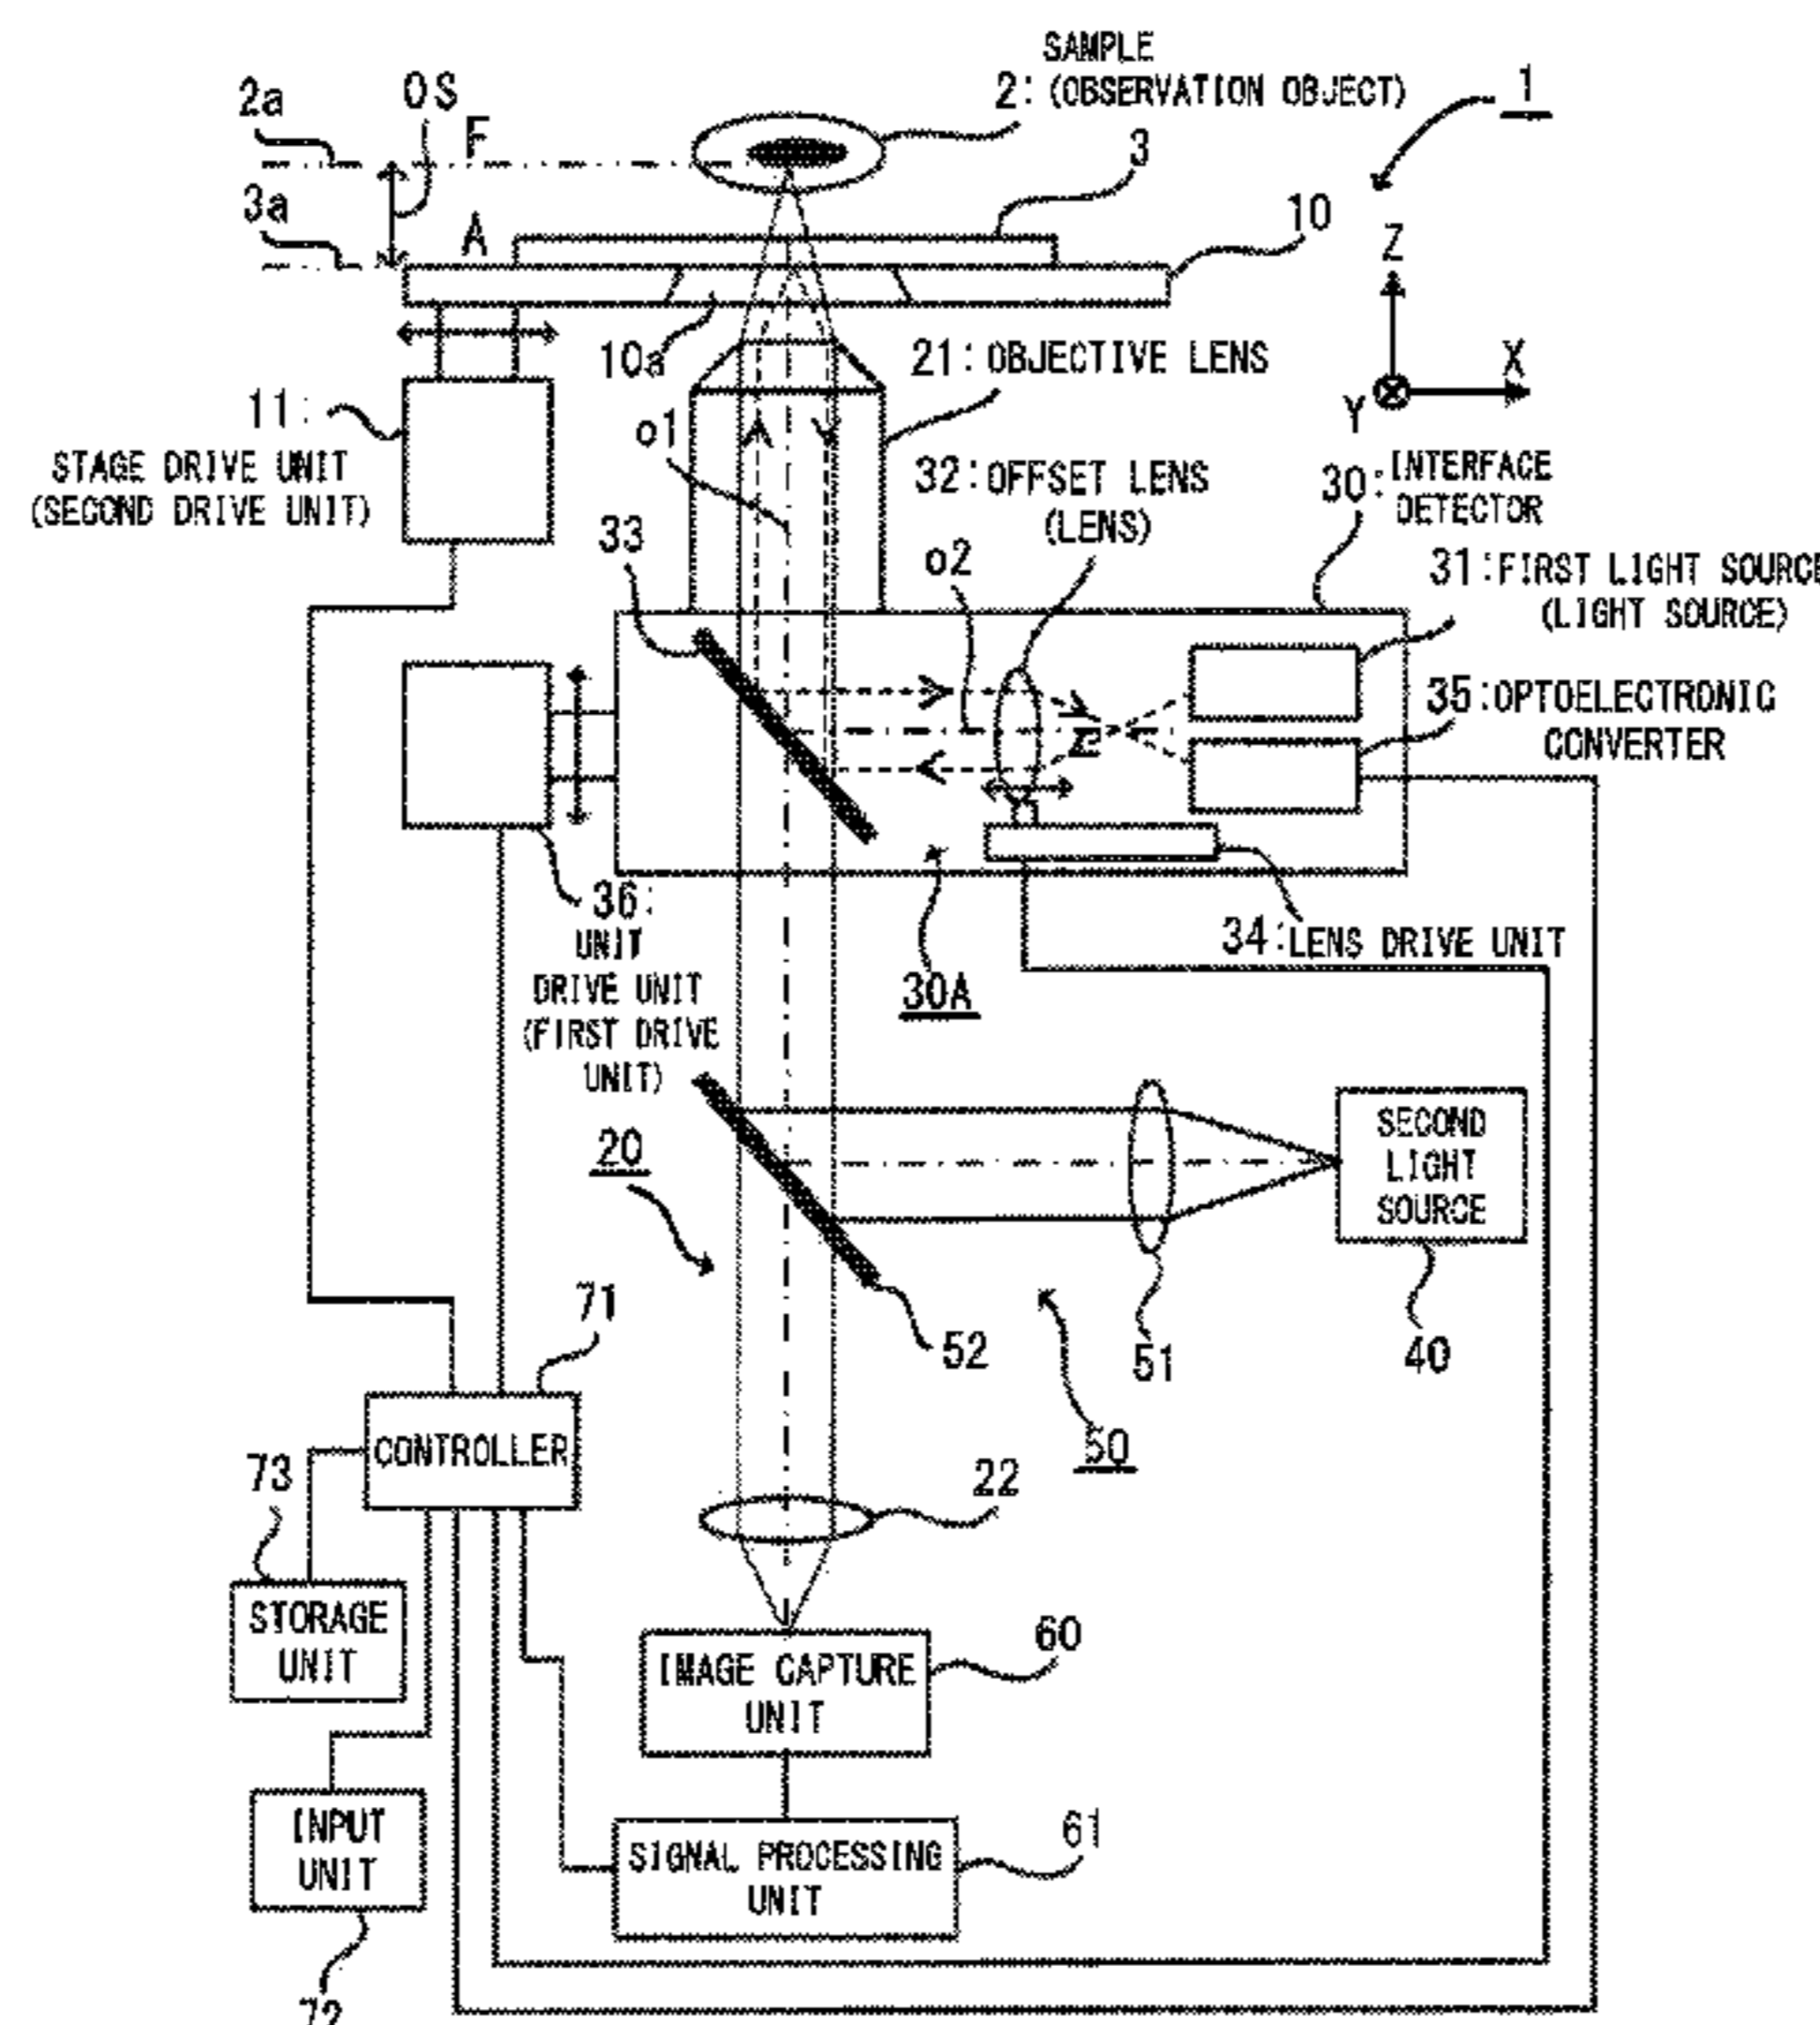 SAMPLE
2:(OBSERVATION OBJECT)
1
2a
OS
F
3
3a
A
10
Z
10a
21:OBJECTIVE LENS
X
Y
11:
STAGE DRIVE UNIT
(SECOND DRIVE UNIT)
o1
32:OFFSET LENS
(LENS)
30:INTERFACE
DETECTOR
33
o2
31:FIRST LIGHT SOURCE
(LIGHT SOURCE)
35:OPTOELECTRONIC
CONVERTER
36:
UNIT
DRIVE UNIT
(FIRST DRIVE
UNIT)
30A
34:LENS DRIVE UNIT
20
SECOND
LIGHT
SOURCE
71
52
51
40
CONTROLLER
50
73
22
STORAGE
UNIT
60
IMAGE CAPTURE
UNIT
INPUT
UNIT
61
SIGNAL PROCESSING
UNIT
72